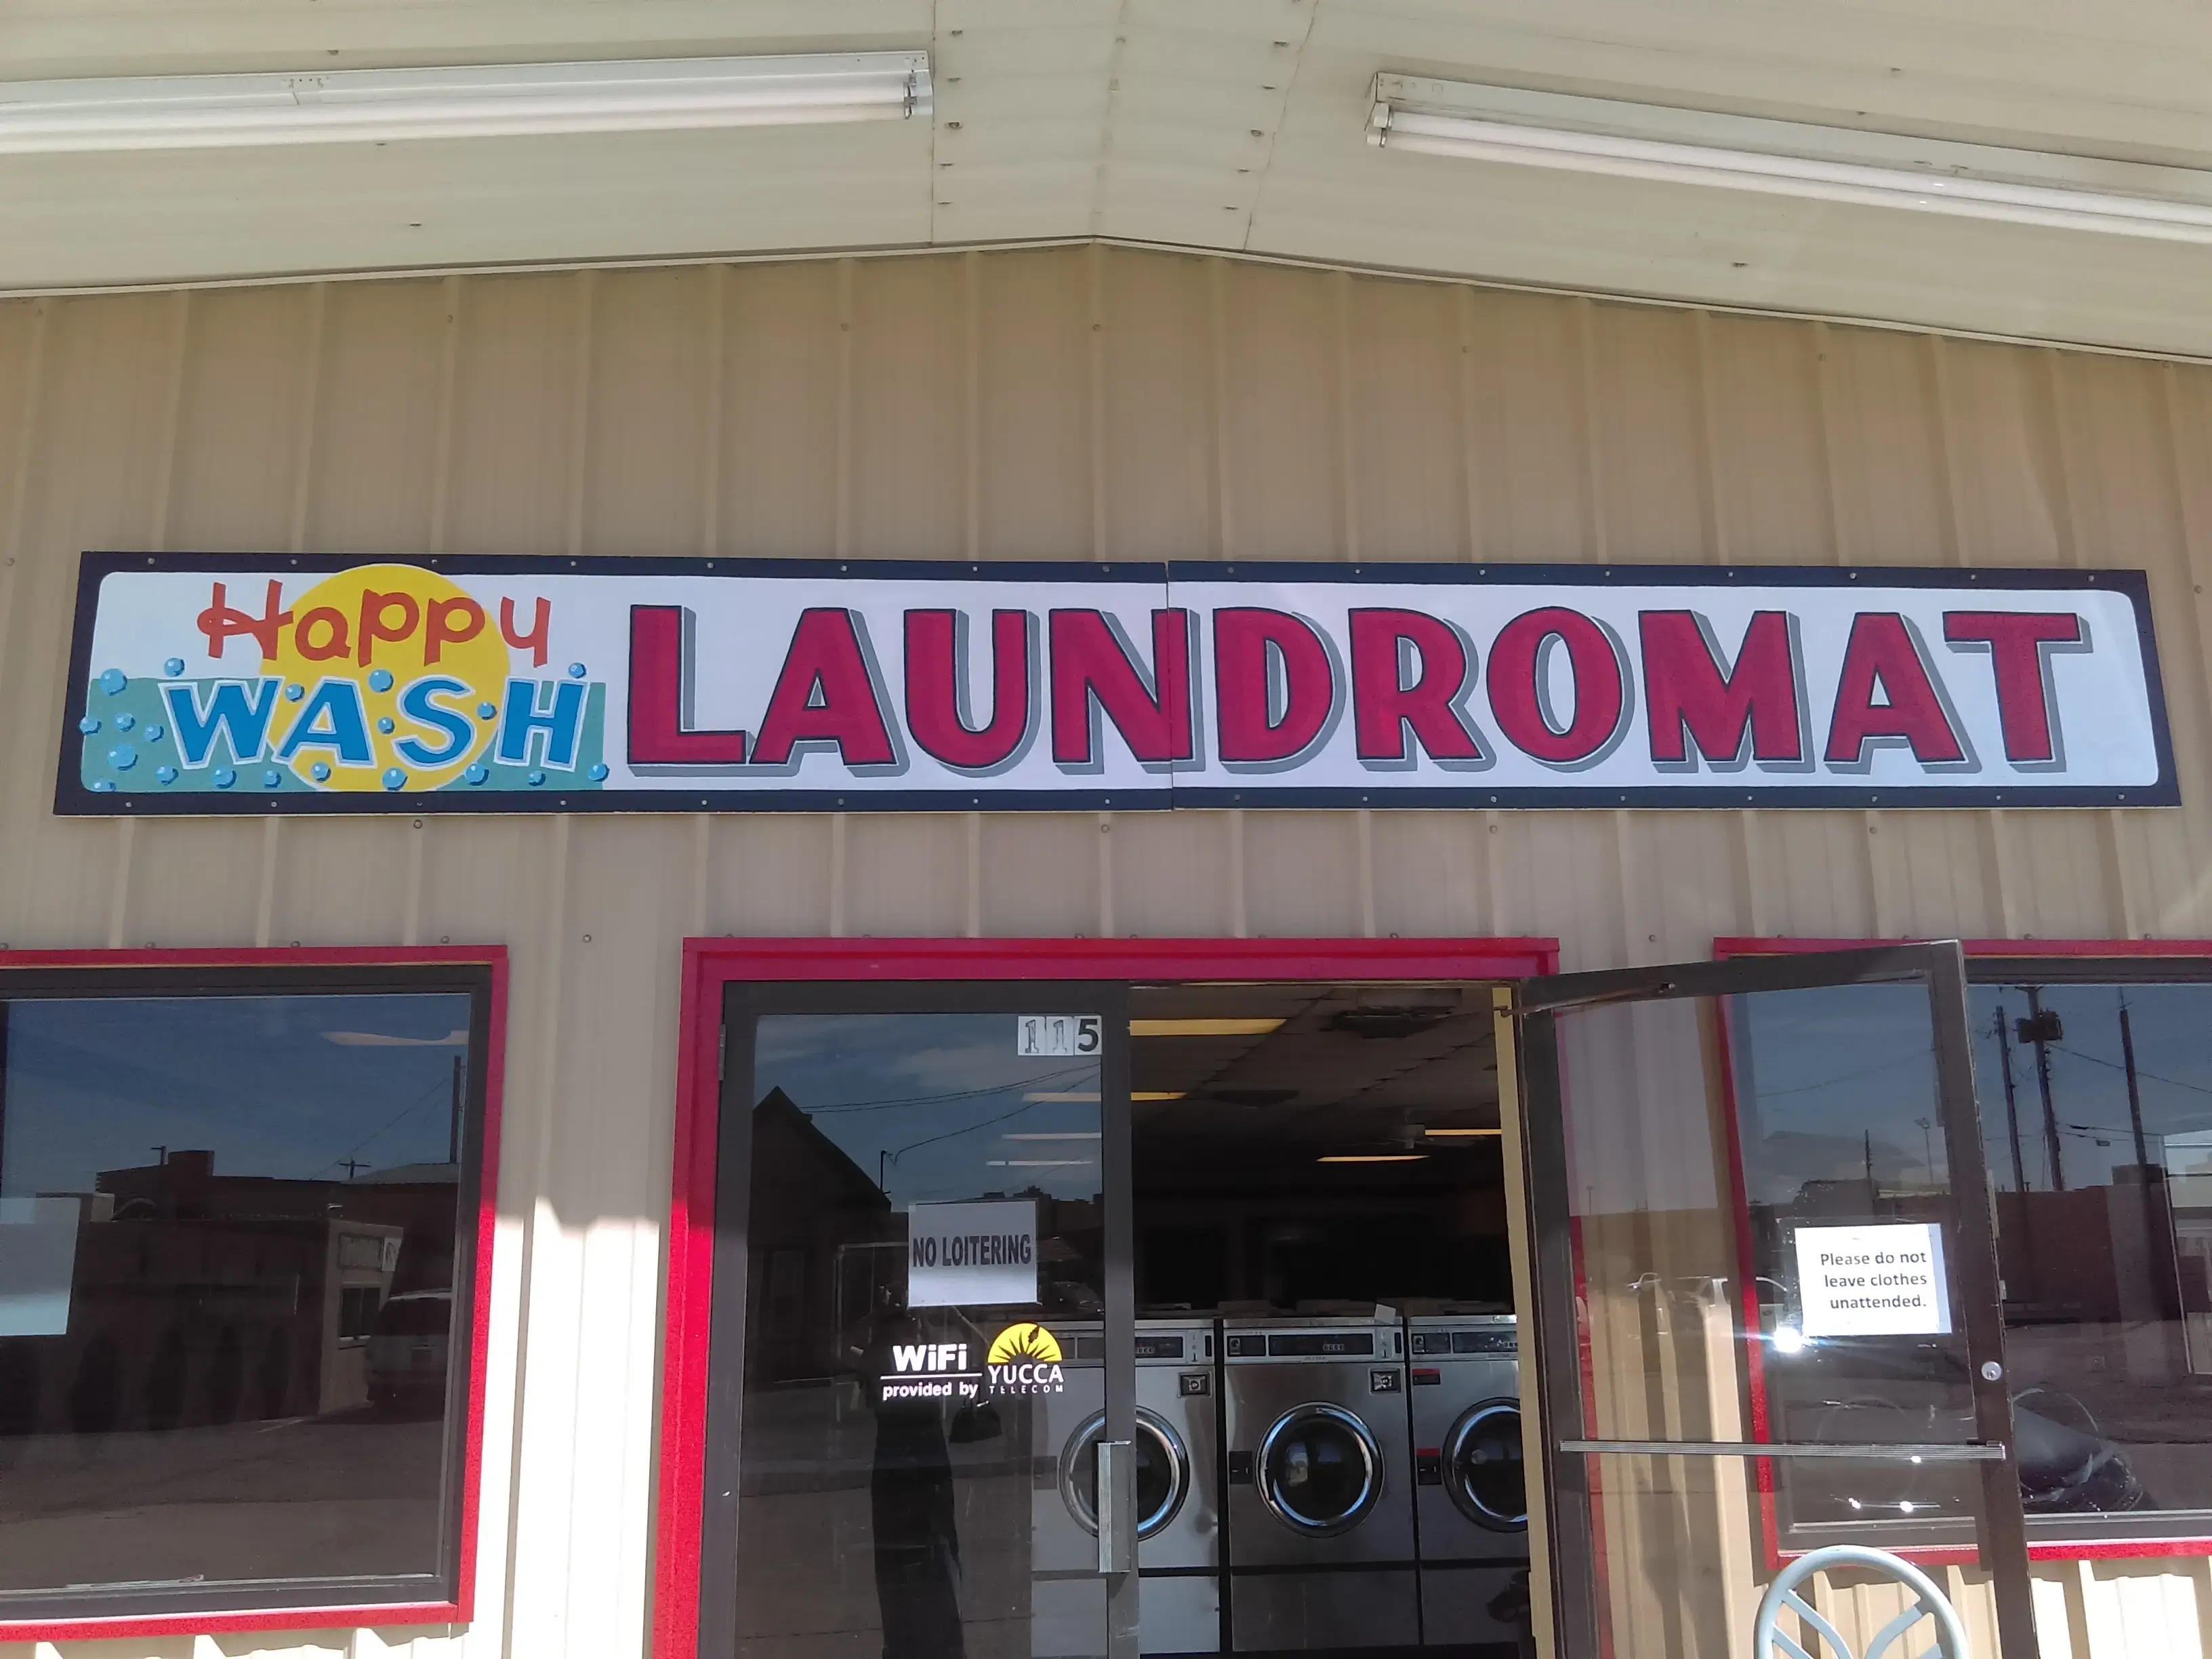 Happy
WASH
LAUNDROMAT
115
NO LOITERING
WiFi
provided by
YUCCA
TELECOM
Please do not
leave clothes
unattended.